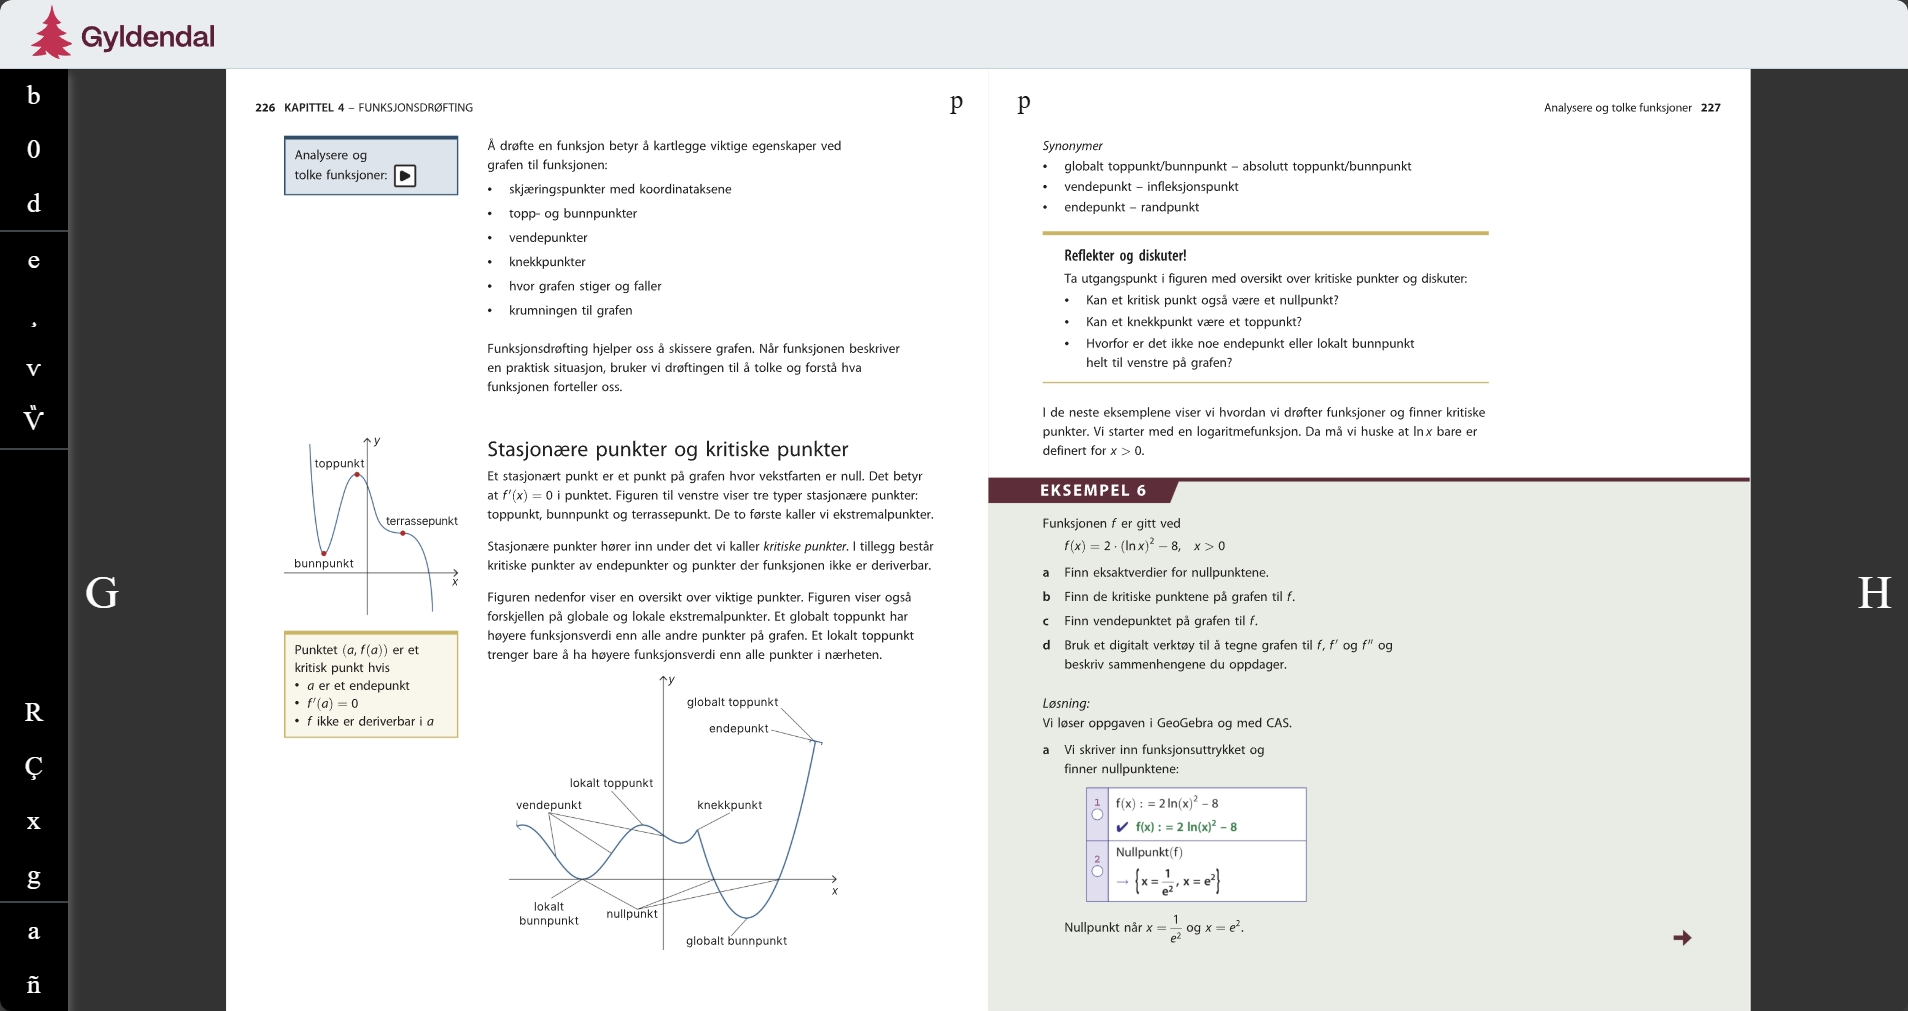 Gyldendal
b
0
d
e
¸
v
R
Ç
x
g
a
ñ
G
H
226 KAPITTEL 4 – FUNKSJONSDRØFTING
p
Analysere og
tolke funksjoner:
Å drøfte en funksjon betyr å kartlegge viktige egenskaper ved
grafen til funksjonen:
• skjæringspunkter med koordinataksene
• topp- og bunnpunkter
• vendepunkter
• knekkpunkter
• hvor grafen stiger og faller
• krumningen til grafen
Funksjonsdrøfting hjelper oss å skissere grafen. Når funksjonen beskriver
en praktisk situasjon, bruker vi drøftingen til å tolke og forstå hva
funksjonen forteller oss.
y
toppunkt
terrassepunkt
bunnpunkt
x
Stasjonære punkter og kritiske punkter
Et stasjonært punkt er et punkt på grafen hvor vekstfarten er null. Det betyr
at f′(x) = 0 i punktet. Figuren til venstre viser tre typer stasjonære punkter:
toppunkt, bunnpunkt og terrassepunkt. De to første kaller vi ekstremalpunkter.
Stasjonære punkter hører inn under det vi kaller kritiske punkter. I tillegg består
kritiske punkter av endepunkter og punkter der funksjonen ikke er deriverbar.
Figuren nedenfor viser en oversikt over viktige punkter. Figuren viser også
forskjellen på globale og lokale ekstremalpunkter. Et globalt toppunkt har
høyere funksjonsverdi enn alle andre punkter på grafen. Et lokalt toppunkt
trenger bare å ha høyere funksjonsverdi enn alle punkter i nærheten.
Punktet (a, f(a)) er et
kritisk punkt hvis
• a er et endepunkt
• f′(a) = 0
• f ikke er deriverbar i a
y
globalt toppunkt
endepunkt
lokalt toppunkt
vendepunkt
knekkpunkt
x
lokalt
bunnpunkt
nullpunkt
globalt bunnpunkt
p
Analysere og tolke funksjoner 227
Synonymer
• globalt toppunkt/bunnpunkt – absolutt toppunkt/bunnpunkt
• vendepunkt – infleksjonspunkt
• endepunkt – randpunkt
Reflekter og diskuter!
Ta utgangspunkt i figuren med oversikt over kritiske punkter og diskuter:
• Kan et kritisk punkt også være et nullpunkt?
• Kan et knekkpunkt være et toppunkt?
• Hvorfor er det ikke noe endepunkt eller lokalt bunnpunkt
helt til venstre på grafen?
I de neste eksemplene viser vi hvordan vi drøfter funksjoner og finner kritiske
punkter. Vi starter med en logaritmefunksjon. Da må vi huske at ln x bare er
definert for x > 0.
EKSEMPEL 6
Funksjonen f er gitt ved
f(x) = 2 · (ln x)² − 8, x > 0
a Finn eksaktverdier for nullpunktene.
b Finn de kritiske punktene på grafen til f.
c Finn vendepunktet på grafen til f.
d Bruk et digitalt verktøy til å tegne grafen til f, f′ og f″ og
beskriv sammenhengene du oppdager.
Løsning:
Vi løser oppgaven i GeoGebra og med CAS.
a Vi skriver inn funksjonsuttrykket og
finner nullpunktene:
1 f(x) : = 2 ln(x)² − 8
✔ f(x) : = 2 ln(x)² − 8
2 Nullpunkt(f)
→ {x = 1/e², x = e²}
Nullpunkt når x = 1/e² og x = e².